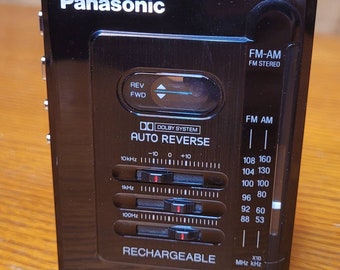 Panasonic
FM-AM
FM STEREO
REV
FWD
DOLBY SYSTEM
AUTO REVERSE
-10 0 +10
10kHz
1kHz
100Hz
RECHARGEABLE
FM AM
108 160
104 130
100 100
96 80
92 60
88 53
MHz X10 kHz